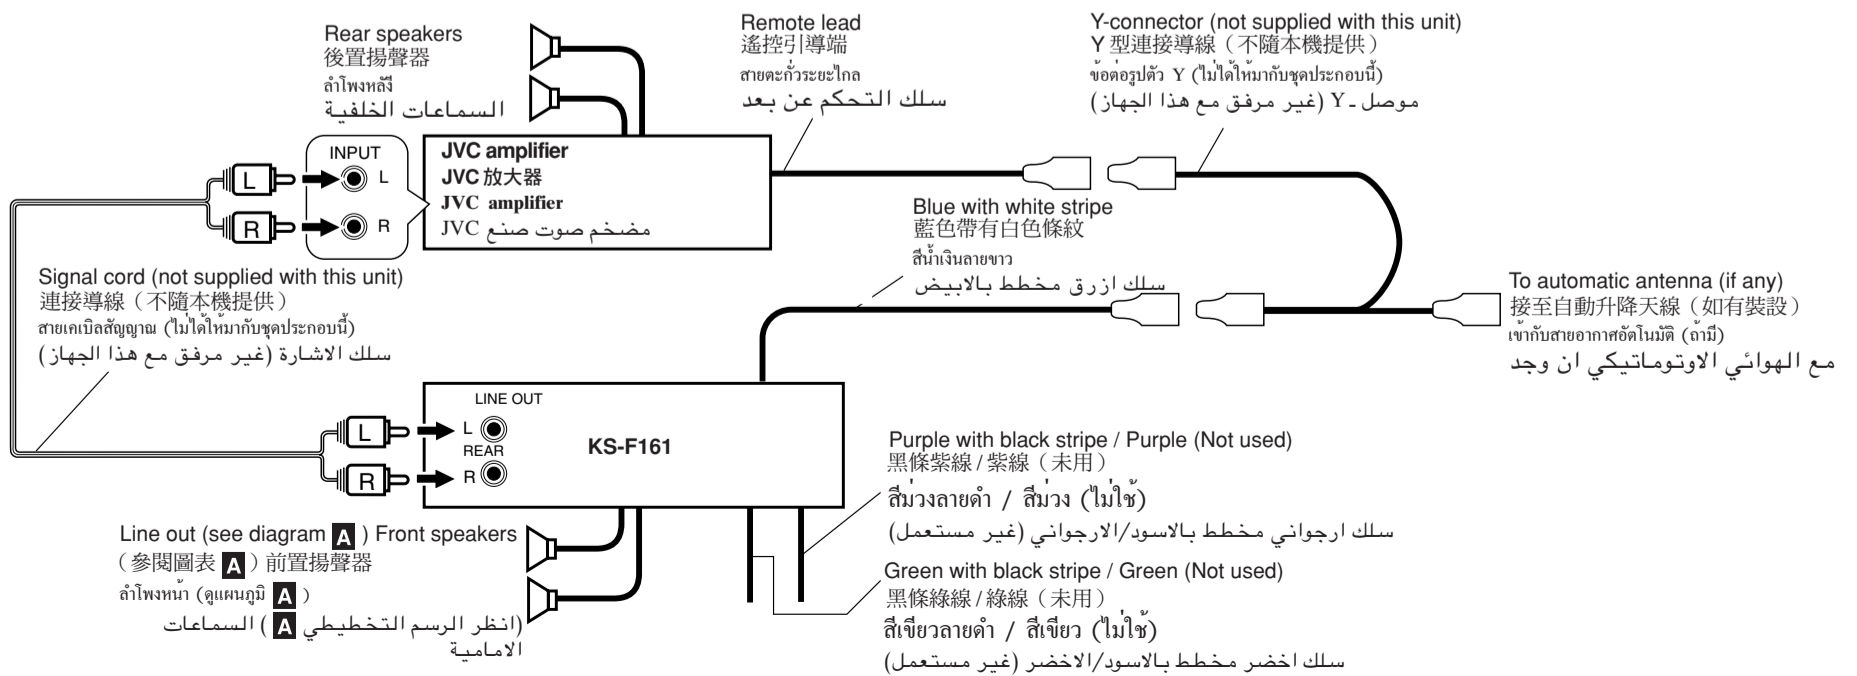 Rear speakers
後置揚聲器
ลำโพงหลัง
السماعات الخلفية
Remote lead
遙控引導端
สายตะกั่วระยะไกล
سلك التحكم عن بعد
Y-connector (not supplied with this unit)
Y 型連接導線（不隨本機提供）
ข้อต่อรูปตัว Y (ไม่ได้ให้มากับชุดประกอบนี้)
موصل ـ Y (غير مرفق مع هذا الجهاز)
INPUT
L
L
R
R
JVC amplifier
JVC 放大器
JVC amplifier
مضخم صوت صنع JVC
Blue with white stripe
藍色帶有白色條紋
สีน้ำเงินลายขาว
سلك ازرق مخطط بالابيض
Signal cord (not supplied with this unit)
連接導線（不隨本機提供）
สายเคเบิลสัญญาณ (ไม่ได้ให้มากับชุดประกอบนี้)
سلك الاشارة (غير مرفق مع هذا الجهاز)
To automatic antenna (if any)
接至自動升降天線（如有裝設）
เข้ากับสายอากาศอัตโนมัติ (ถ้ามี)
مع الهوائي الاوتوماتيكي ان وجد
LINE OUT
L
L
REAR
R
R
KS-F161
Purple with black stripe / Purple (Not used)
黑條紫線 / 紫線（未用）
สีม่วงลายดำ / สีม่วง (ไม่ใช้)
سلك ارجواني مخطط بالاسود/الارجواني (غير مستعمل)
Line out (see diagram A ) Front speakers
（參閱圖表 A ）前置揚聲器
ลำโพงหน้า (ดูแผนภูมิ A )
(انظر الرسم التخطيطي A ) السماعات
الامامية
Green with black stripe / Green (Not used)
黑條綠線 / 綠線（未用）
สีเขียวลายดำ / สีเขียว (ไม่ใช้)
سلك اخضر مخطط بالاسود/الاخضر (غير مستعمل)